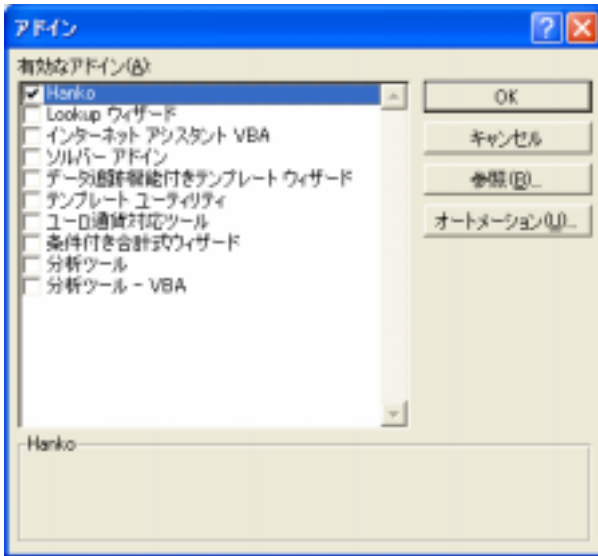 アドイン
有効なアドイン(A):
Hanko
Lookup ウィザード
インターネット アシスタント VBA
ソルバー アドイン
データ追跡機能付きテンプレート ウィザード
テンプレート ユーティリティ
ユーロ通貨対応ツール
条件付き合計式ウィザード
分析ツール
分析ツール - VBA
OK
キャンセル
参照(B)...
オートメーション(U)...
Hanko